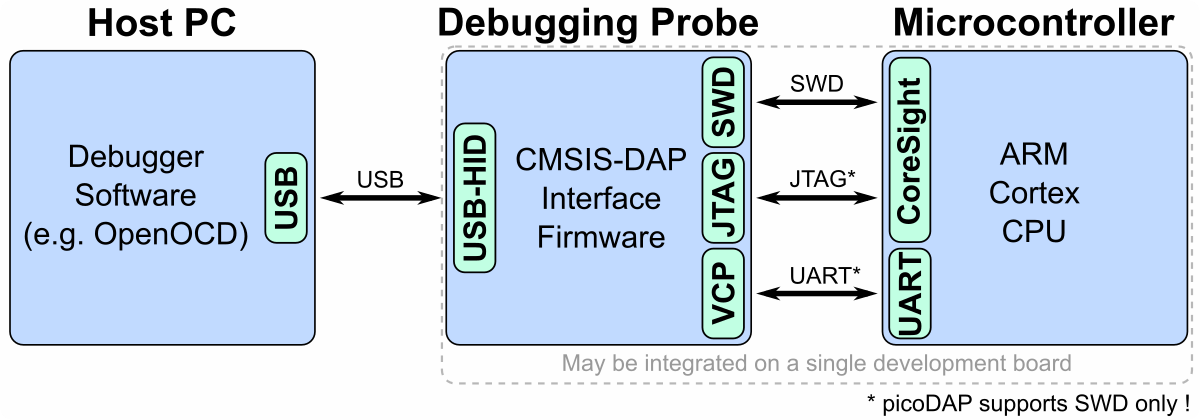 Host PC
Debugger
Software
(e.g. OpenOCD)
USB
USB
Debugging Probe
USB-HID
CMSIS-DAP
Interface
Firmware
SWD
JTAG
VCP
SWD
JTAG*
UART*
Microcontroller
CoreSight
UART
ARM
Cortex
CPU
May be integrated on a single development board
* picoDAP supports SWD only !